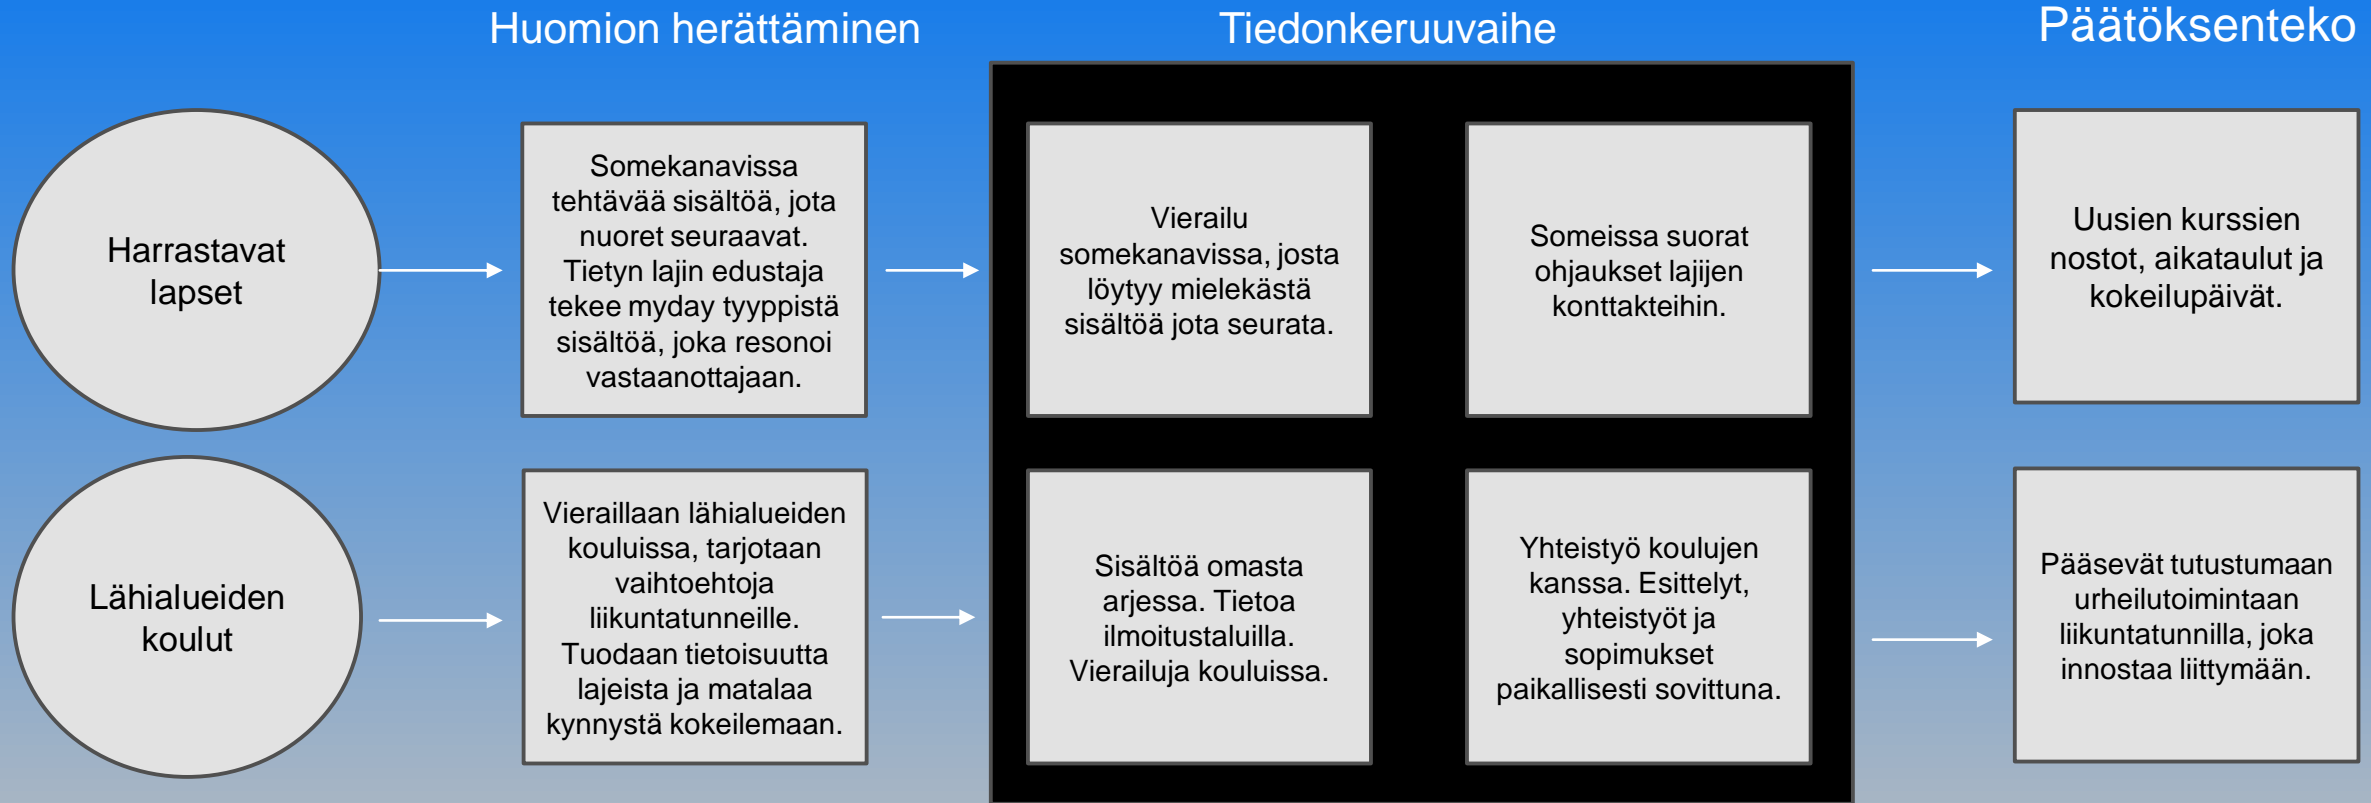 Huomion herättäminen
Tiedonkeruuvaihe
Päätöksenteko
Harrastavat
lapset
Somekanavissa
tehtävää sisältöä, jota
nuoret seuraavat.
Tietyn lajin edustaja
tekee myday tyyppistä
sisältöä, joka resonoi
vastaanottajaan.
Vierailu
somekanavissa, josta
löytyy mielekästä
sisältöä jota seurata.
Someissa suorat
ohjaukset lajijen
konttakteihin.
Uusien kurssien
nostot, aikataulut ja
kokeilupäivät.
Lähialueiden
koulut
Vieraillaan lähialueiden
kouluissa, tarjotaan
vaihtoehtoja
liikuntatunneille.
Tuodaan tietoisuutta
lajeista ja matalaa
kynnystä kokeilemaan.
Sisältöä omasta
arjessa. Tietoa
ilmoitustaluilla.
Vierailuja kouluissa.
Yhteistyö koulujen
kanssa. Esittelyt,
yhteistyöt ja
sopimukset
paikallisesti sovittuna.
Pääsevät tutustumaan
urheilutoimintaan
liikuntatunnilla, joka
innostaa liittymään.